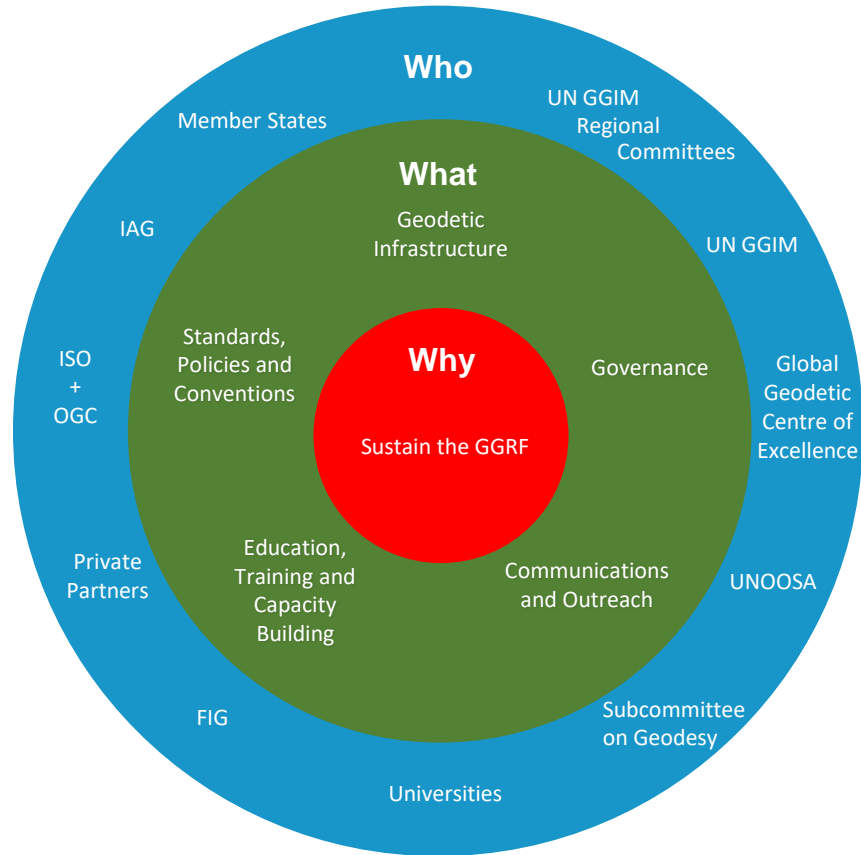 Who
Member States
UN GGIM
Regional
Committees
IAG
UN GGIM
ISO
+
OGC
Global
Geodetic
Centre of
Excellence
Private
Partners
UNOOSA
FIG
Subcommittee
on Geodesy
Universities
What
Geodetic
Infrastructure
Standards,
Policies and
Conventions
Governance
Education,
Training and
Capacity
Building
Communications
and Outreach
Why
Sustain the GGRF